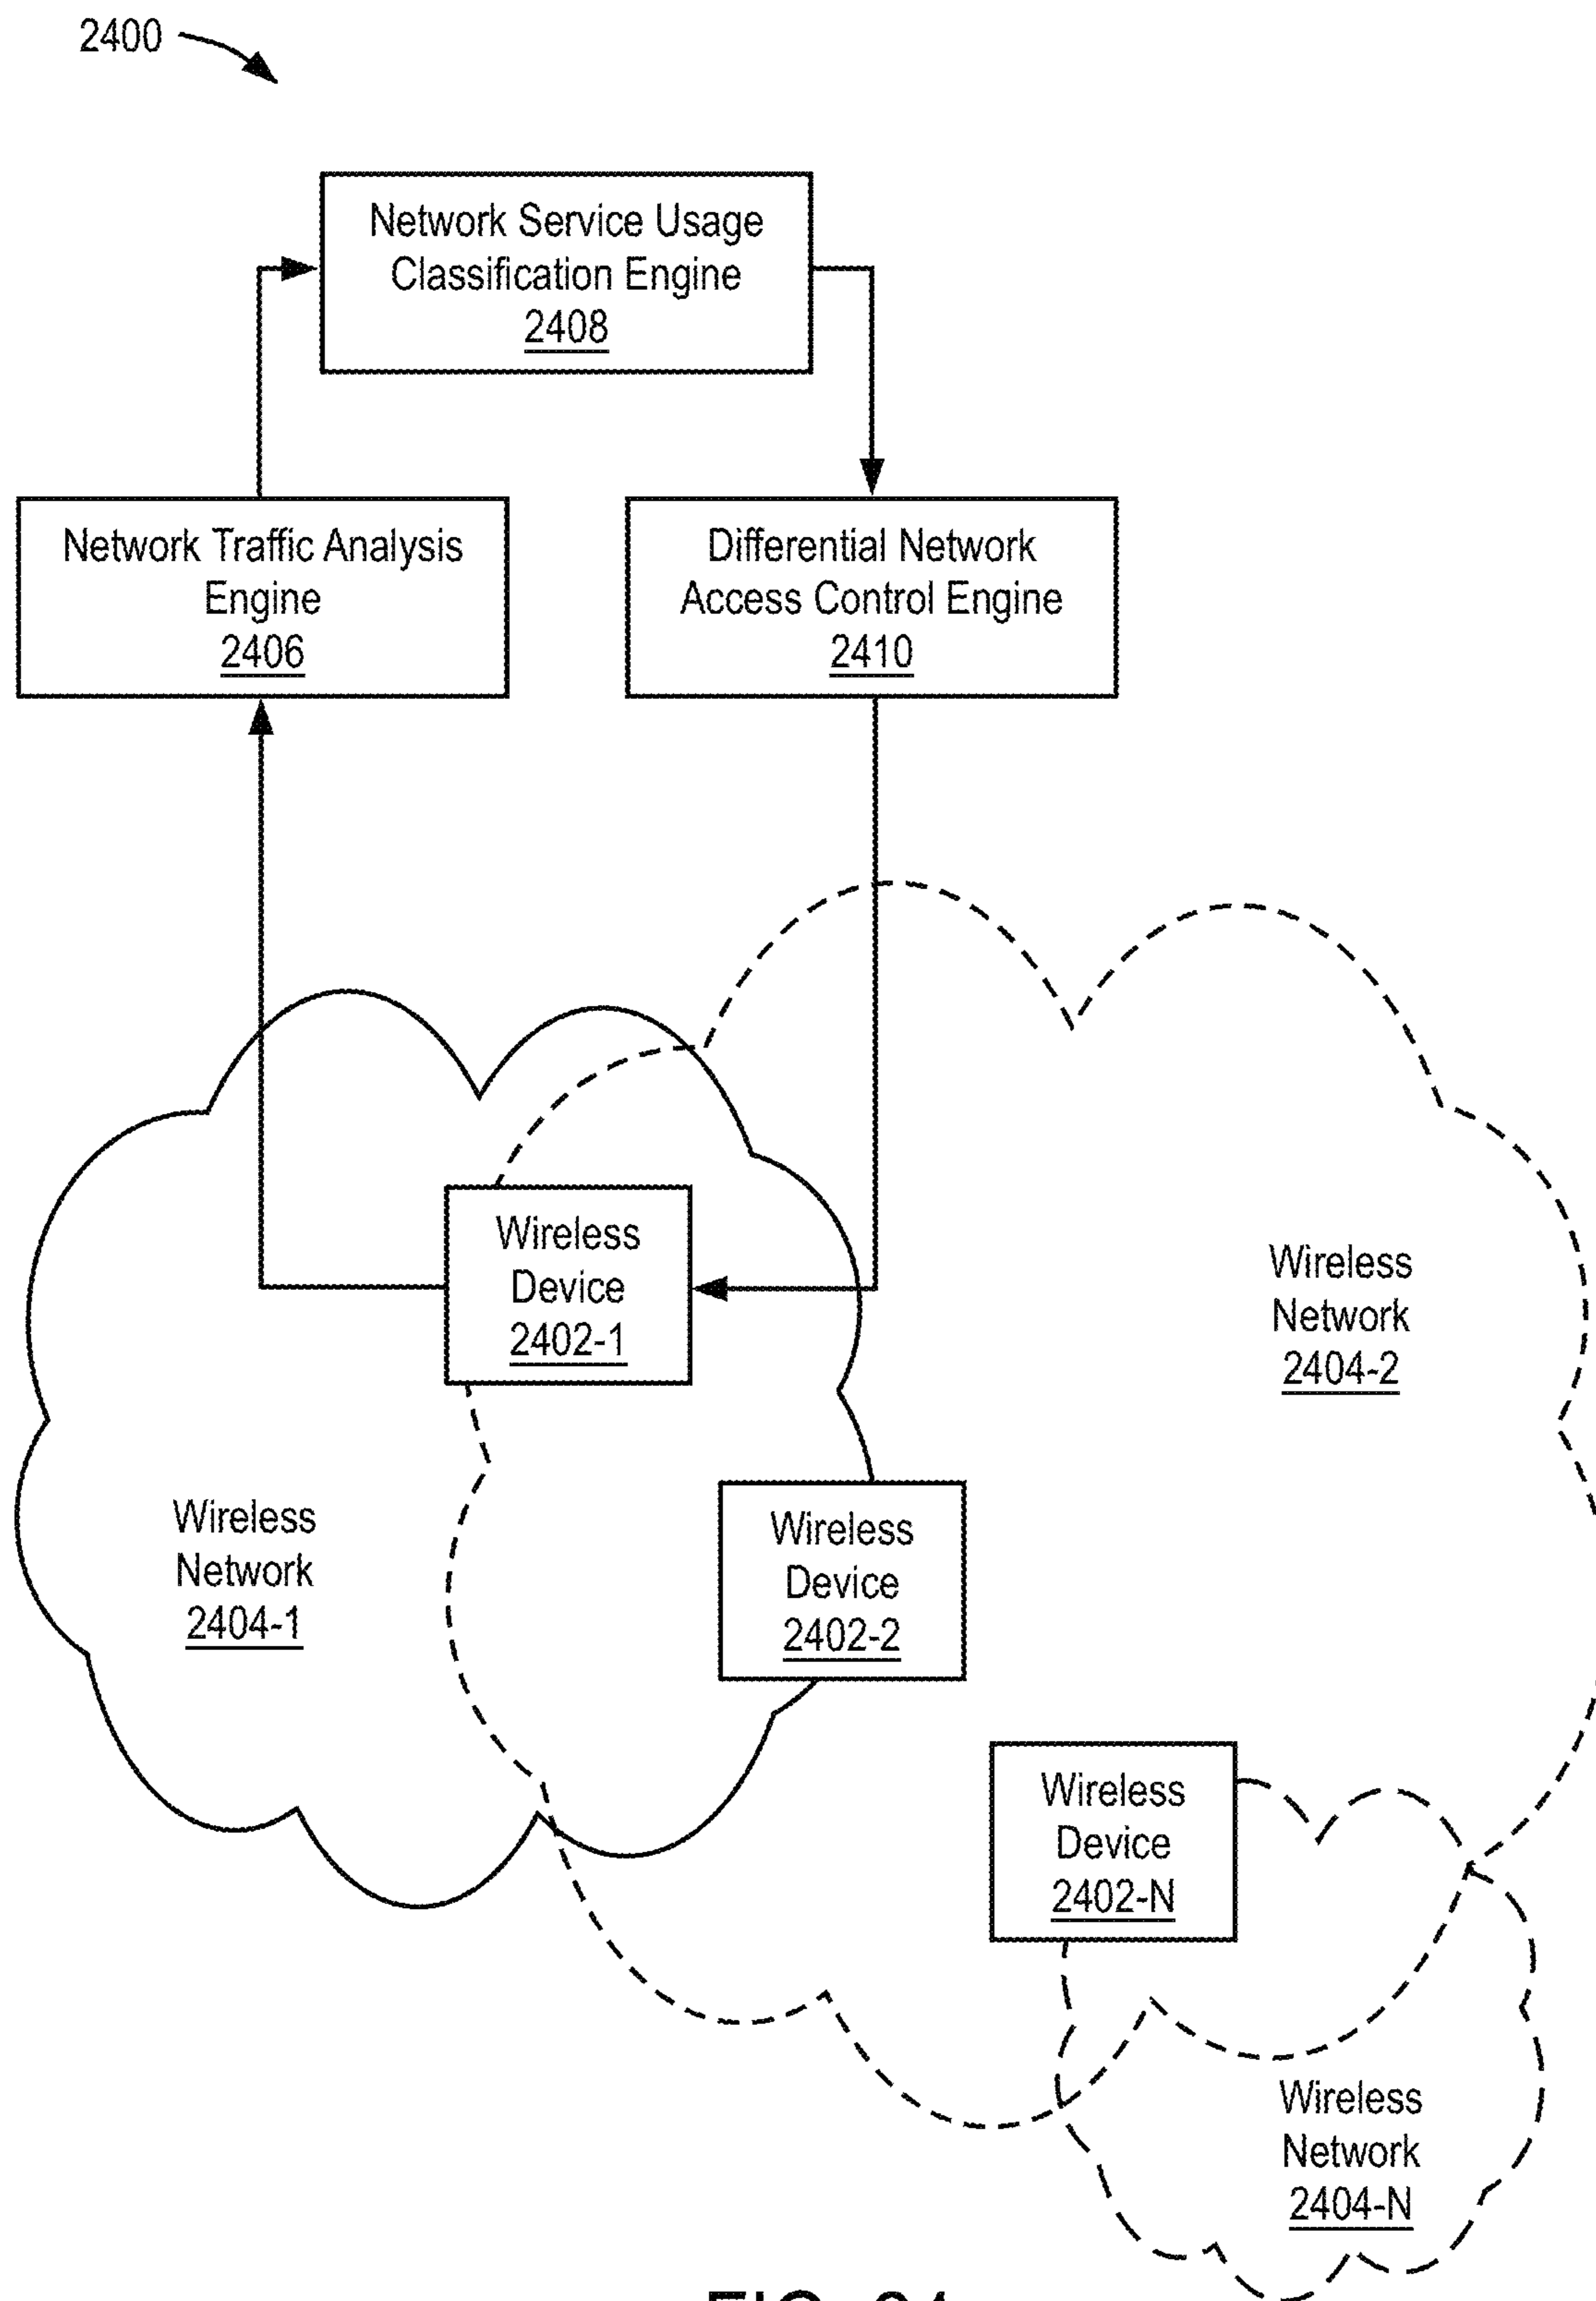 2400
Network Service Usage
Classification Engine
2408
Network Traffic Analysis
Engine
2406
Differential Network
Access Control Engine
2410
Wireless
Device
2402-1
Wireless
Network
2404-2
Wireless
Network
2404-1
Wireless
Device
2402-2
Wireless
Device
2402-N
Wireless
Network
2404-N